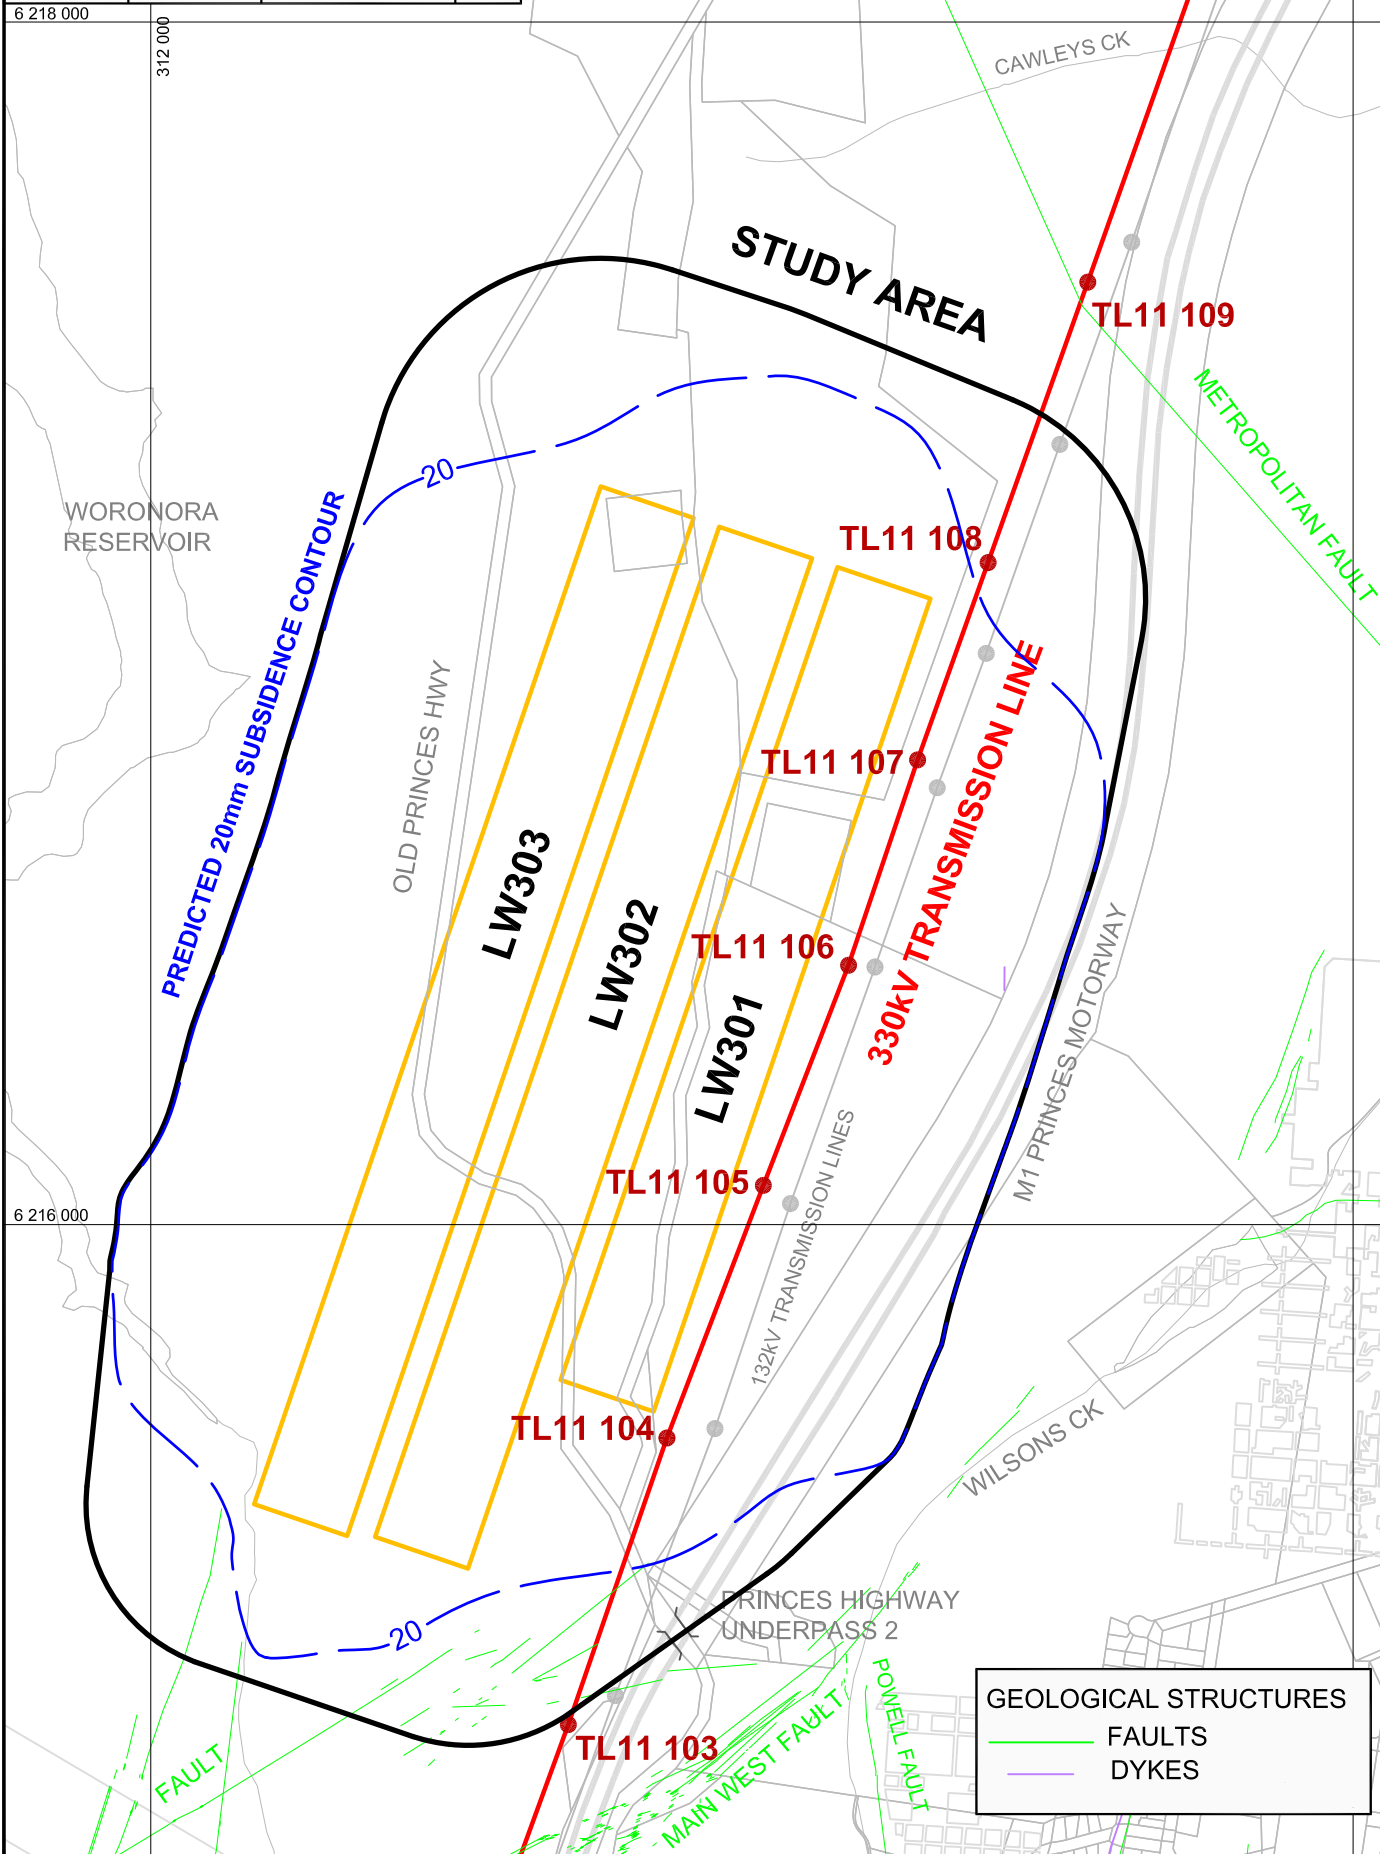 6 218 000
312 000
CAWLEYS CK
STUDY AREA
TL11 109
METROPOLITAN FAULT
20
WORONORA
RESERVOIR
PREDICTED 20mm SUBSIDENCE CONTOUR
TL11 108
OLD PRINCES HWY
330kV TRANSMISSION LINE
TL11 107
LW303
LW302
LW301
TL11 106
M1 PRINCES MOTORWAY
TL11 105
132kV TRANSMISSION LINES
6 216 000
TL11 104
WILSONS CK
PRINCES HIGHWAY
UNDERPASS 2
20
POWELL FAULT
MAIN WEST FAULT
FAULT
TL11 103
GEOLOGICAL STRUCTURES
FAULTS
DYKES